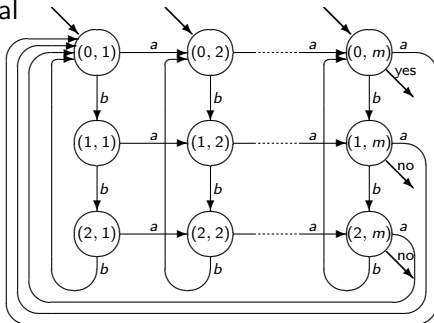 al
(0, 1) a (0, 2) (0, m) a
yes
b b b
(1, 1) a (1, 2) a (1, m) a
no
b b b
(2, 1) a (2, 2) a (2, m) a
no
b b b